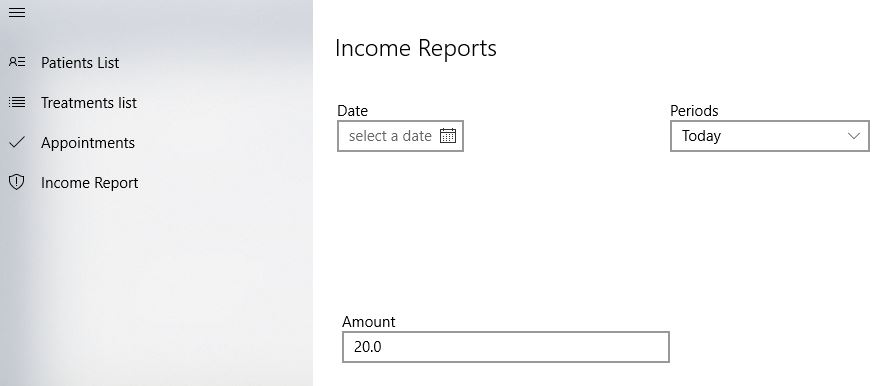 Patients List
Treatments list
Appointments
Income Report
Income Reports
Date
select a date
Periods
Today
Amount
20.0